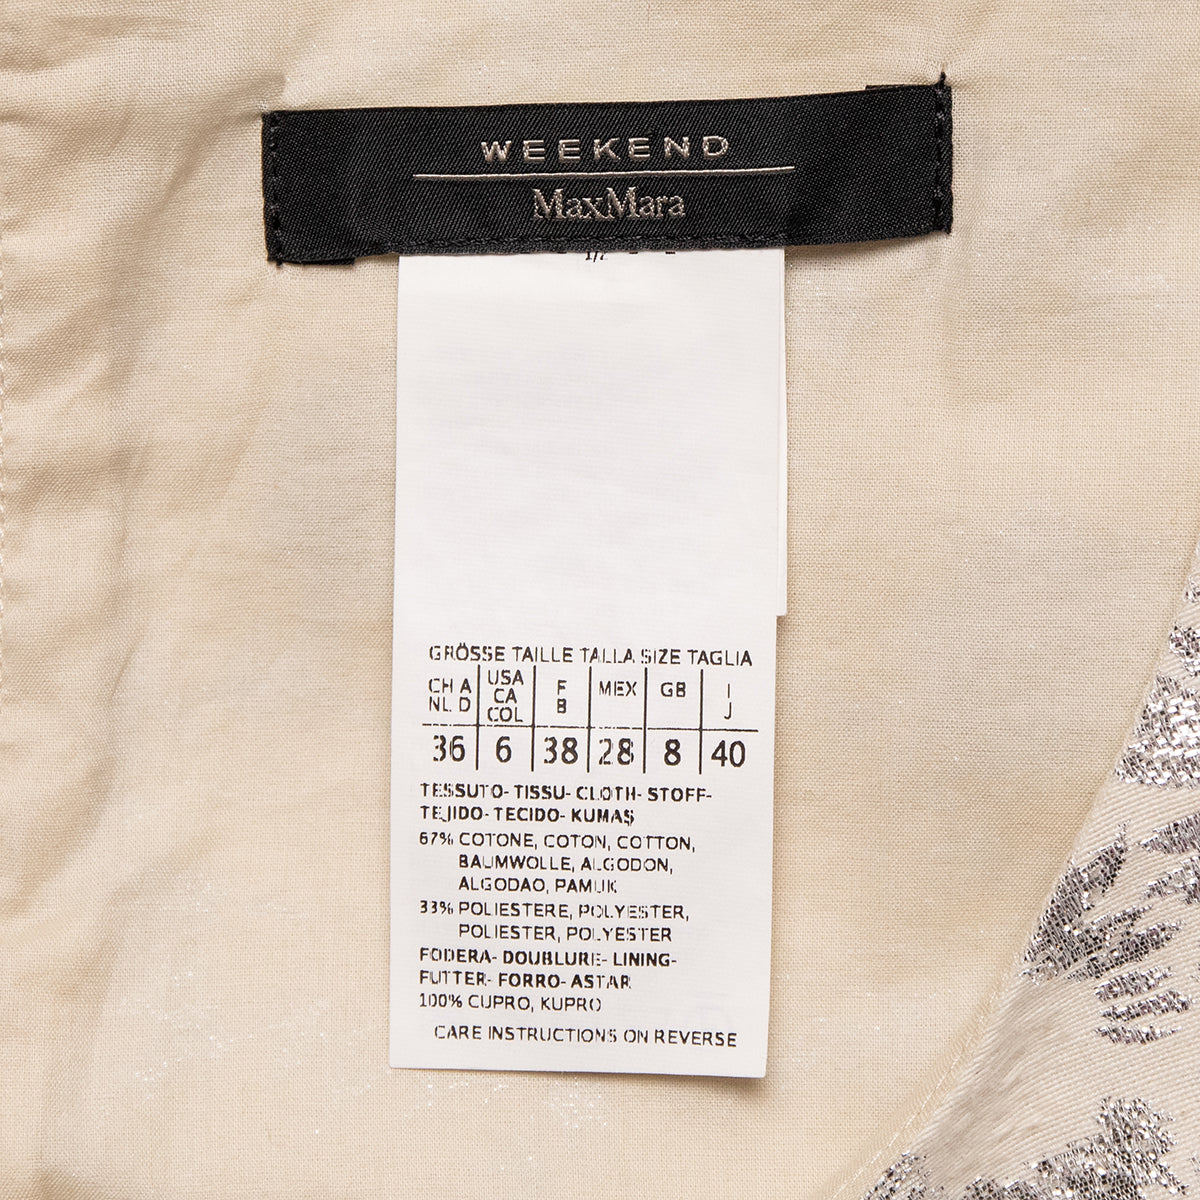 WEEKEND
MaxMara
1/2
GRÖSSE TAILLE TALLA SIZE TAGLIA
CH A NL D | USA CA COL | F B | MEX | GB | I J
36 | 6 | 38 | 28 | 8 | 40
TESSUTO- TISSU- CLOTH- STOFF-
TEJIDO- TECIDO- KUMAŞ
67% COTONE, COTON, COTTON,
BAUMWOLLE, ALGODON,
ALGODAO, PAMUK
33% POLIESTERE, POLYESTER,
POLIESTER, POLYESTER
FODERA- DOUBLURE- LINING-
FUTTER- FORRO- ASTAR
100% CUPRO, KUPRO
CARE INSTRUCTIONS ON REVERSE